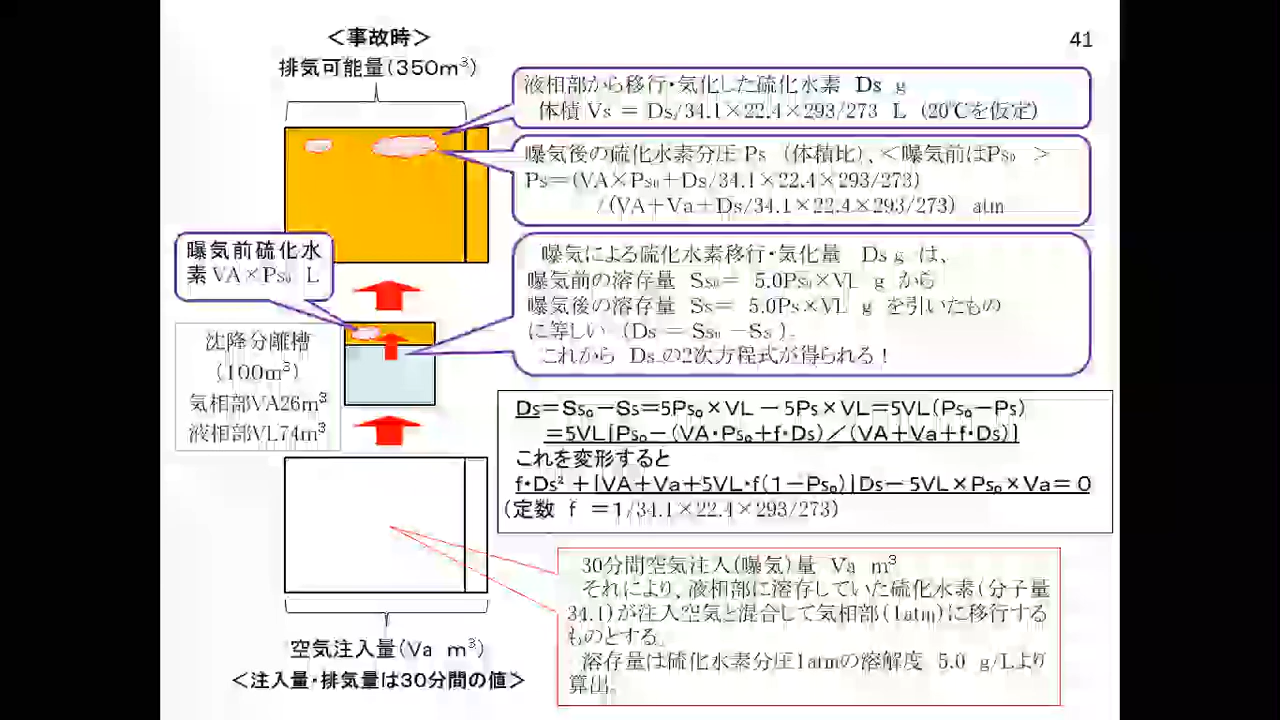 41
＜事故時＞
排気可能量(350m³)
液相部から移行・気化した硫化水素　Ds　g
体積 Vs ＝ Ds/34.1×22.4×293/273　L　(20℃を仮定)
曝気後の硫化水素分圧 Ps　(体積比)、＜曝気前はPs₀　＞
Ps＝(VA×Ps₀＋Ds/34.1×22.4×293/273)
/(VA＋Va＋Ds/34.1×22.4×293/273)　atm
曝気前硫化水
素 VA×Ps₀　L
曝気による硫化水素移行・気化量　Ds g　は、
曝気前の溶存量　Ss₀＝　5.0Ps₀×VL　g　から
曝気後の溶存量　Ss＝　5.0Ps×VL　g　を引いたもの
に等しい　(Ds ＝ Ss₀ －Ss )。
これから　Ds の2次方程式が得られる！
沈降分離槽
(100m³)
気相部VA26m³
液相部VL74m³
Ds＝Ss₀－Ss＝5Ps₀×VL － 5Ps×VL＝5VL(Ps₀－Ps)
＝5VL[Ps₀－(VA・Ps₀＋f・Ds)／(VA＋Va＋f・Ds)]
これを変形すると
f・Ds²＋[VA＋Va＋5VL・f(1－Ps₀)]Ds－5VL×Ps₀×Va＝0
(定数　f　＝1/34.1×22.4×293/273)
30分間空気注入(曝気)量　Va　m³
それにより、液相部に溶存していた硫化水素(分子量
34.1)が注入空気と混合して気相部(1atm)に移行する
ものとする。
溶存量は硫化水素分圧1atmの溶解度　5.0　g/Lより
算出。
空気注入量(Va　m³)
＜注入量・排気量は30分間の値＞